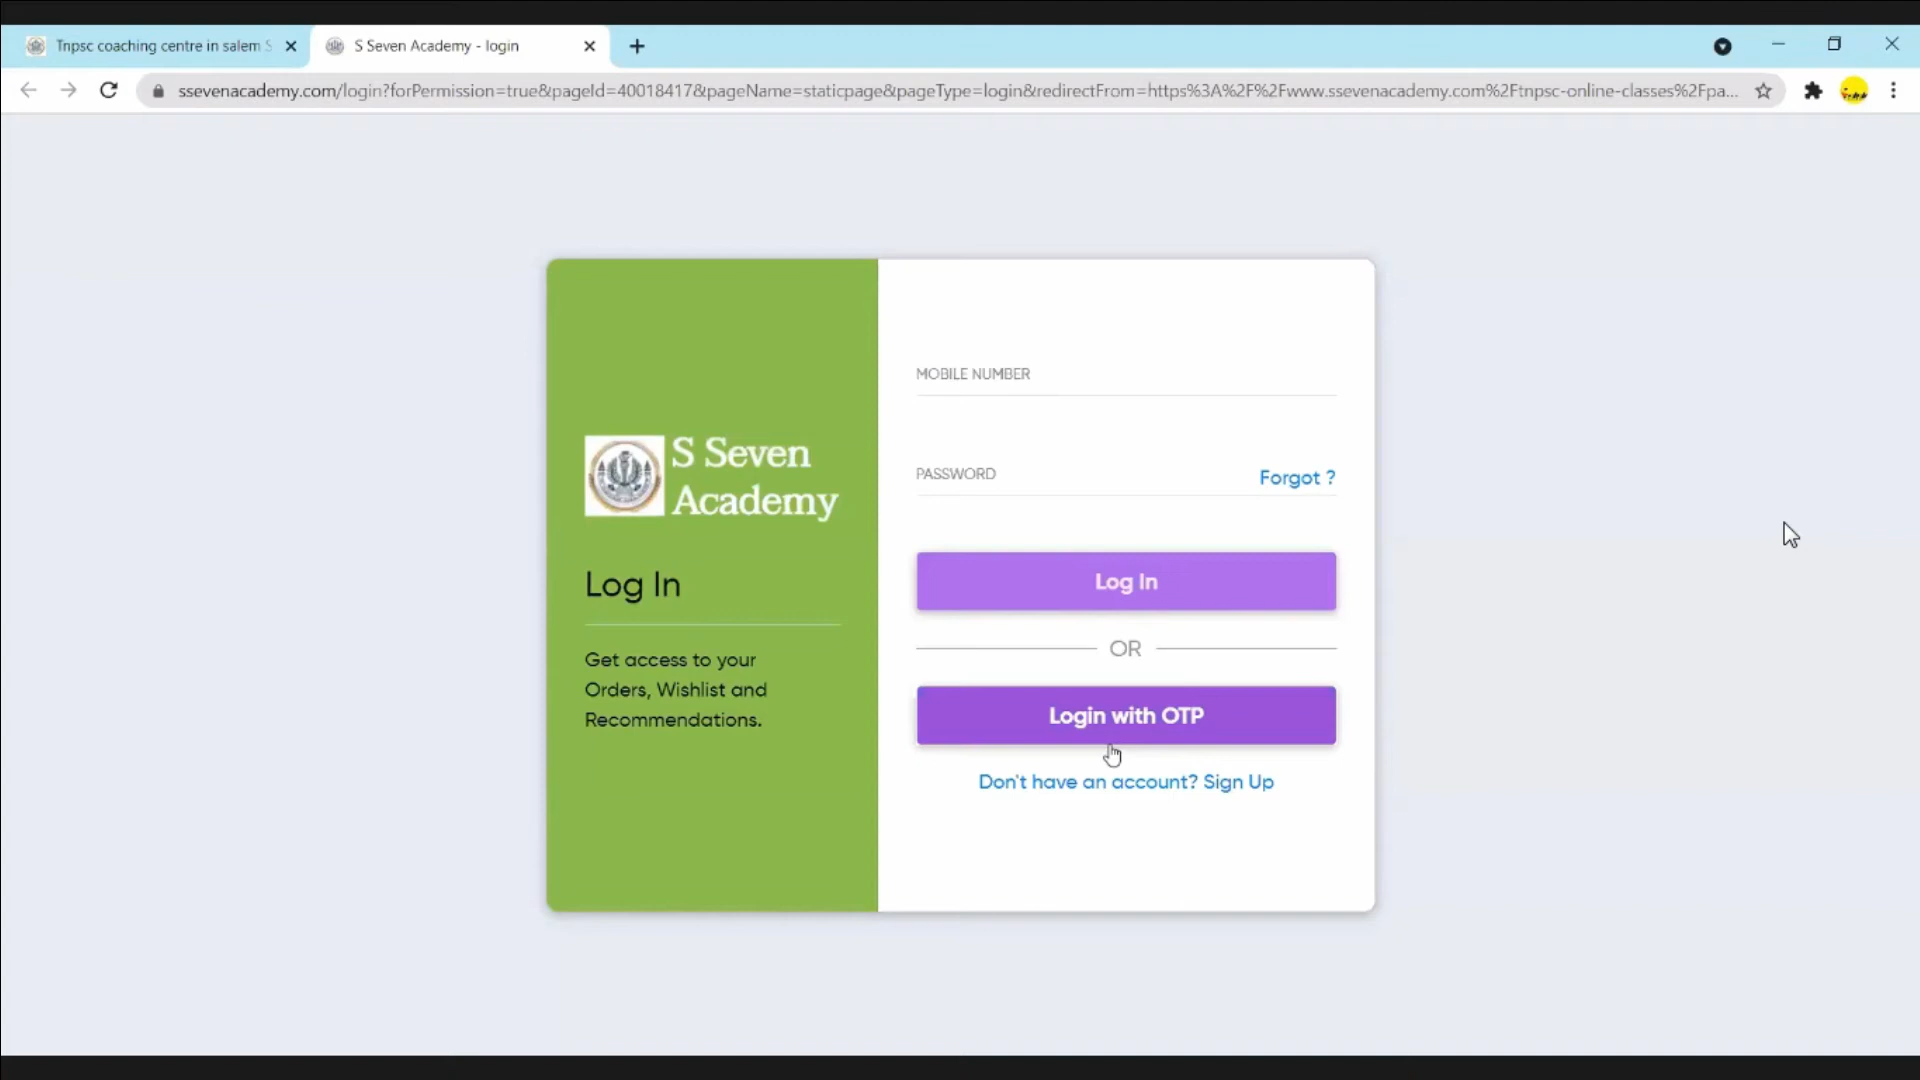 Tnpsc coaching centre in salem S
S Seven Academy - login
ssevenacademy.com/login?forPermission=true&pageId=40018417&pageName=staticpage&pageType=login&redirectFrom=https%3A%2F%2Fwww.ssevenacademy.com%2Ftnpsc-online-classes%2Fpa...
S Seven
Academy
Log In
Get access to your
Orders, Wishlist and
Recommendations.
MOBILE NUMBER
PASSWORD
Forgot ?
Log In
OR
Login with OTP
Don't have an account? Sign Up